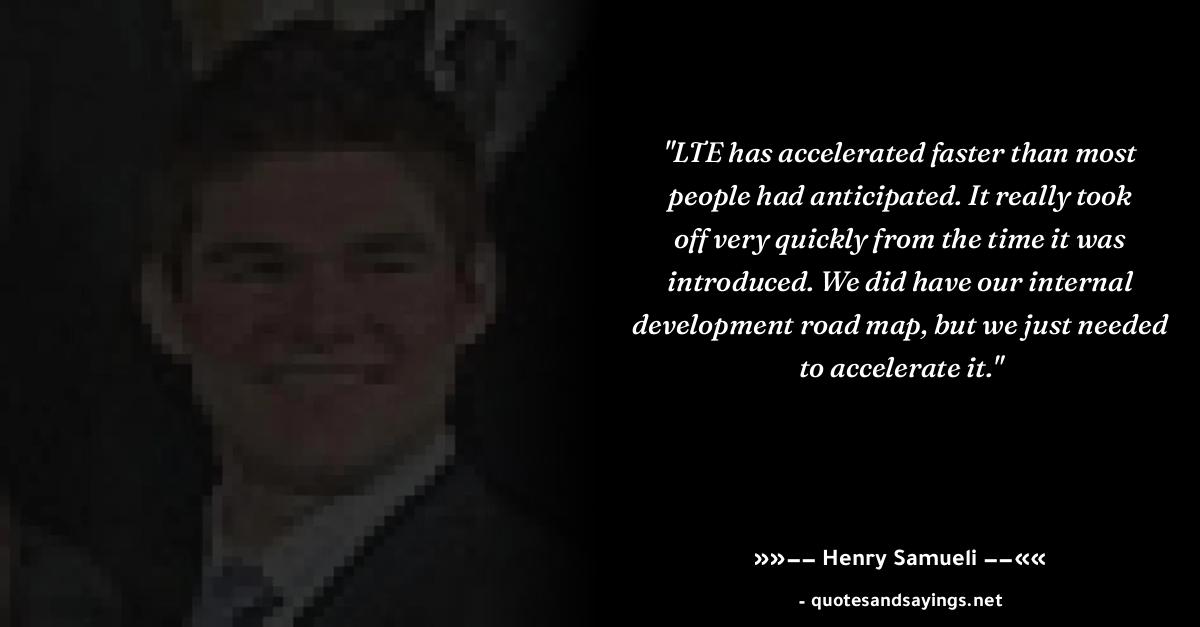 "LTE has accelerated faster than most
people had anticipated. It really took
off very quickly from the time it was
introduced. We did have our internal
development road map, but we just needed
to accelerate it."
»»–– Henry Samueli ––««
- quotesandsayings.net